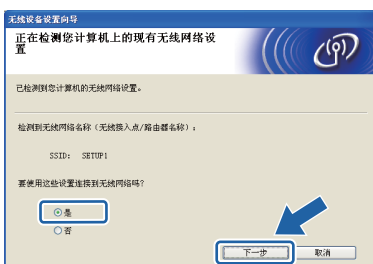 无线设备设置向导
正在检测您计算机上的现有无线网络设
置
已检测到您计算机的无线网络设置。
检测到无线网络名称（无线接入点/路由器名称）：
SSID: SETUP1
要使用这些设置连接到无线网络吗？
是
否
下一步
取消